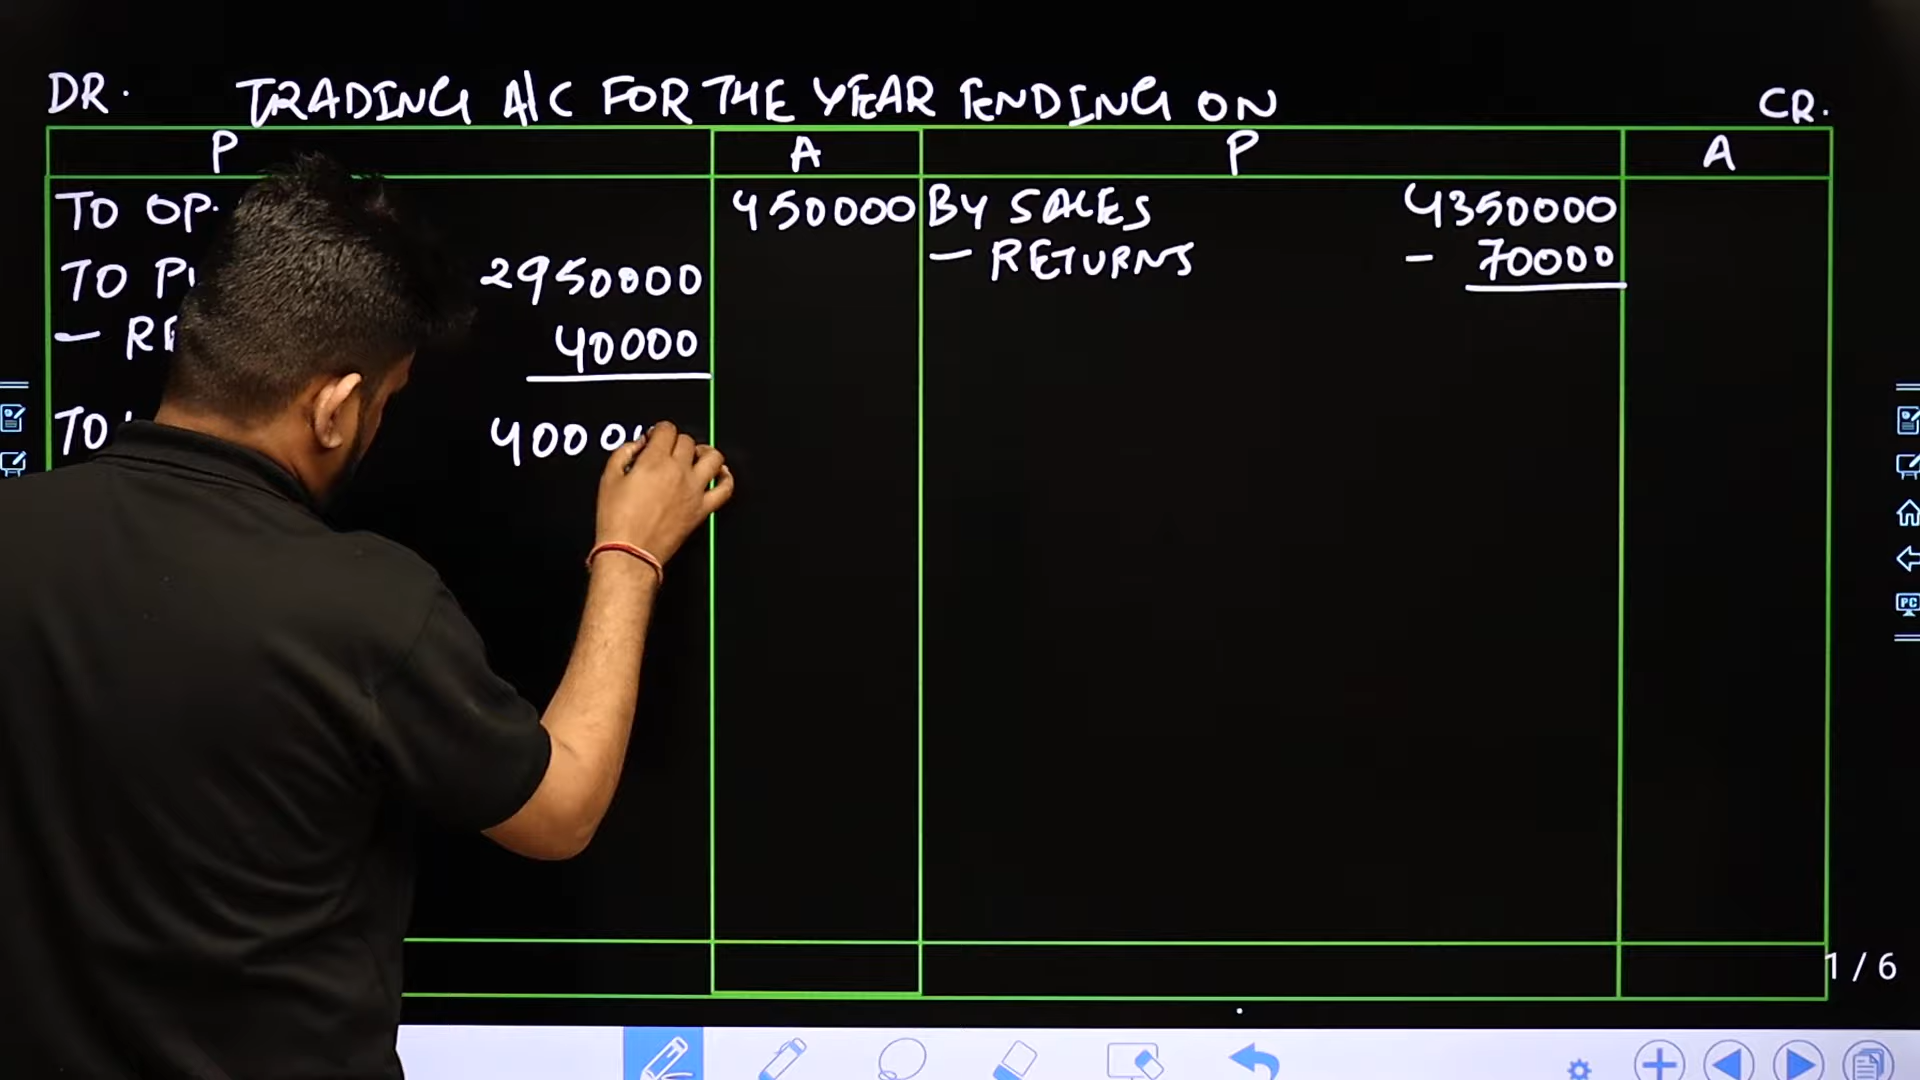 DR. TRADING A/C FOR THE YEAR ENDING ON CR.
P A P A
TO OP. 450000 BY SALES 4350000
TO 2950000 - RETURNS - 70000
- 40000
TO
1 / 6
PC